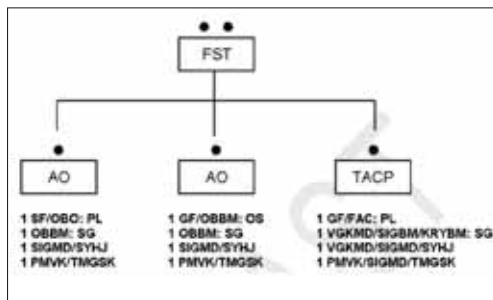 FST
AO
AO
TACP
1 SF/OBO: PL
1 OBBM: SG
1 SIGMD/SYHJ
1 PMVK/TMGSK
1 GF/OBBM: OS
1 OBBM: SG
1 SIGMD/SYHJ
1 PMVK/TMGSK
1 GF/FAC: PL
1 VGKMD/SIGBM/KRYBM: SG
1 VGKMD/SIGMD/SYHJ
1 PMVK/SIGMD/TMGSK